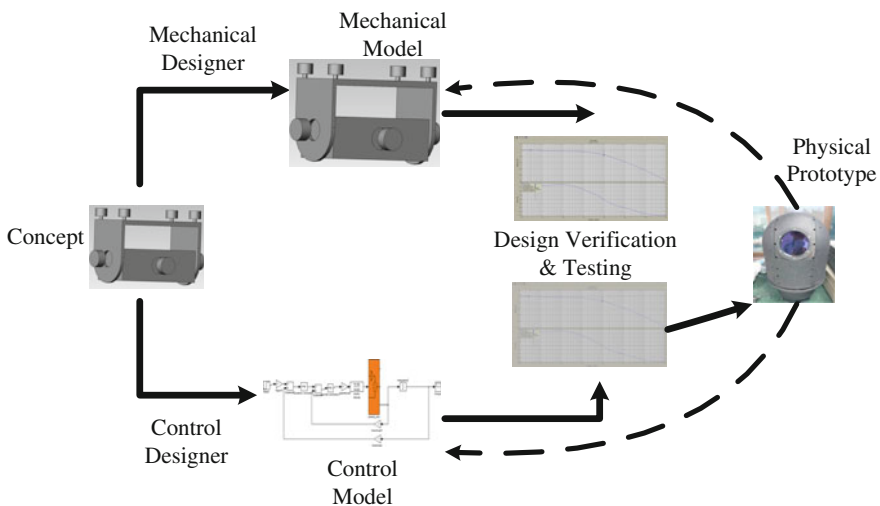 Mechanical
Designer
Mechanical
Model
Physical
Prototype
Concept
Design Verification
& Testing
Control
Designer
Control
Model